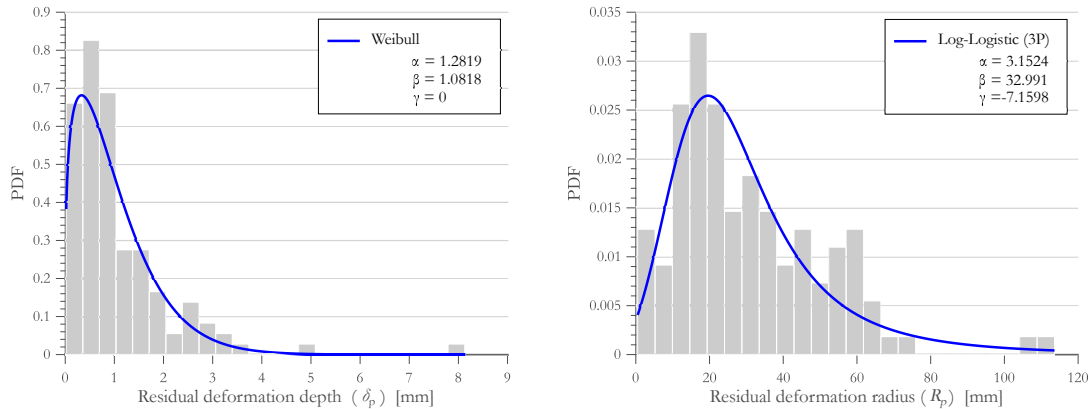 0.9
0.8
0.7
0.6
0.5
0.4
0.3
0.2
0.1
0
PDF
Weibull
α = 1.2819
β = 1.0818
γ = 0
0 1 2 3 4 5 6 7 8 9
Residual deformation depth ( δp ) [mm]
0.035
0.03
0.025
0.02
0.015
0.01
0.005
0
PDF
Log-Logistic (3P)
α = 3.1524
β = 32.991
γ =-7.1598
0 20 40 60 80 100 120
Residual deformation radius ( Rp ) [mm]